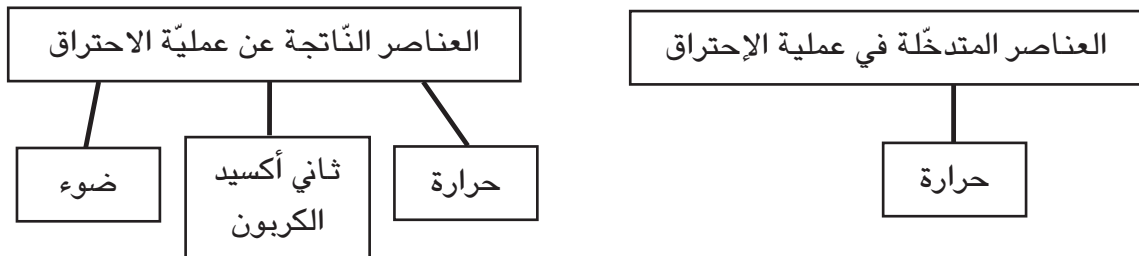 العناصر المتدخّلة في عملية الإحتراق
حرارة
العناصر النّاتجة عن عمليّة الاحتراق
حرارة
ثاني أكسيد
الكربون
ضوء